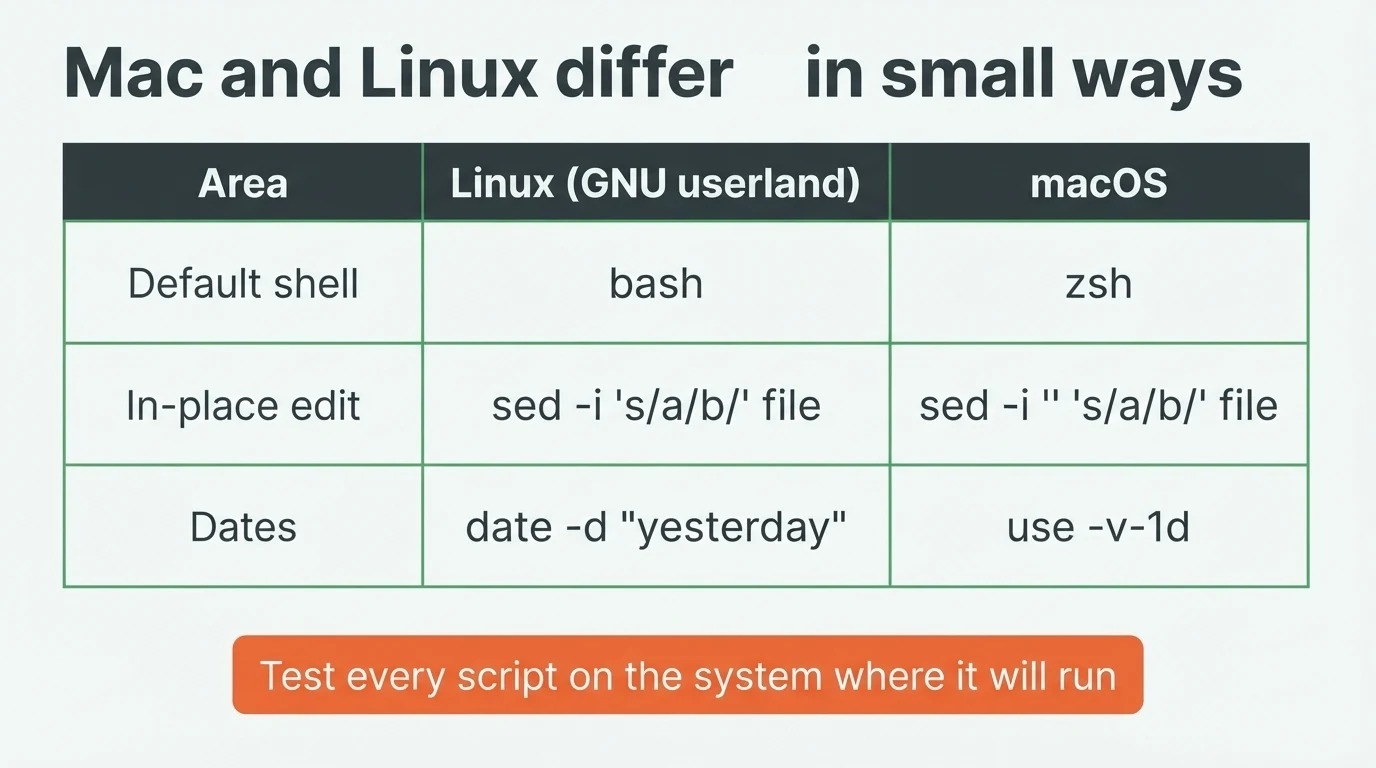 Mac and Linux differ in small ways
Area Linux (GNU userland) macOS
Default shell bash zsh
In-place edit sed -i 's/a/b/' file sed -i '' 's/a/b/' file
Dates date -d "yesterday" use -v-1d
Test every script on the system where it will run